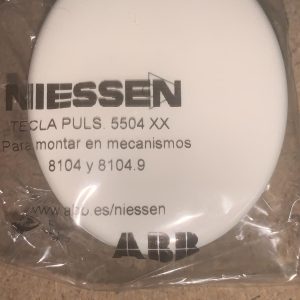 NIESSEN
TECLA PULS. 5504 XX
Para montar en mecanismos
8104 y 8104.9
www.abb.es/niessen
ABB